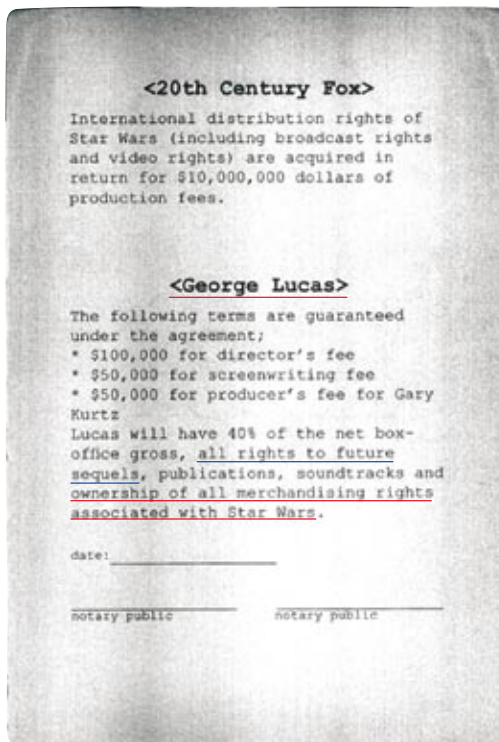 <20th Century Fox>
International distribution rights of
Star Wars (including broadcast rights
and video rights) are acquired in
return for $10,000,000 dollars of
production fees.
<George Lucas>
The following terms are guaranteed
under the agreement;
* $100,000 for director's fee
* $50,000 for screenwriting fee
* $50,000 for producer's fee for Gary
Kurtz
Lucas will have 40% of the net box-
office gross, all rights to future
sequels, publications, soundtracks and
ownership of all merchandising rights
associated with Star Wars.
date:
notary public notary public